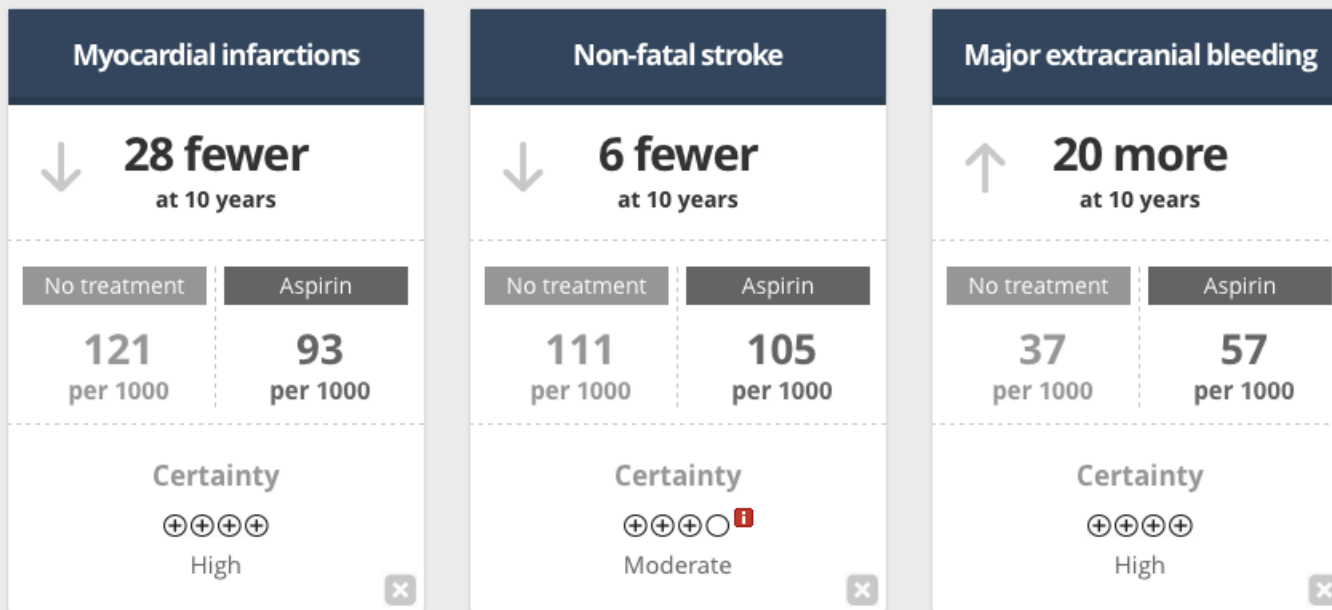 Myocardial infarctions
28 fewer
at 10 years
No treatment
Aspirin
121
per 1000
93
per 1000
Certainty
High
Non-fatal stroke
6 fewer
at 10 years
No treatment
Aspirin
111
per 1000
105
per 1000
Certainty
i
Moderate
Major extracranial bleeding
20 more
at 10 years
No treatment
Aspirin
37
per 1000
57
per 1000
Certainty
High